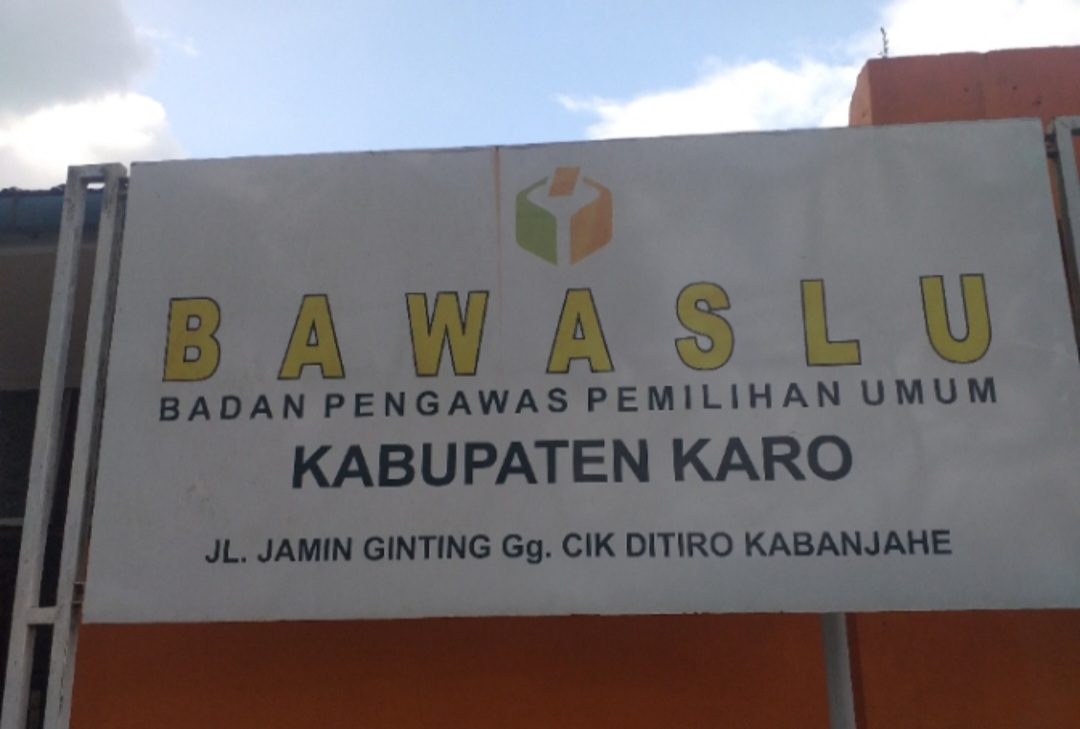 BAWASLU
BADAN PENGAWAS PEMILIHAN UMUM
KABUPATEN KARO
JL. JAMIN GINTING Gg. CIK DITIRO KABANJAHE